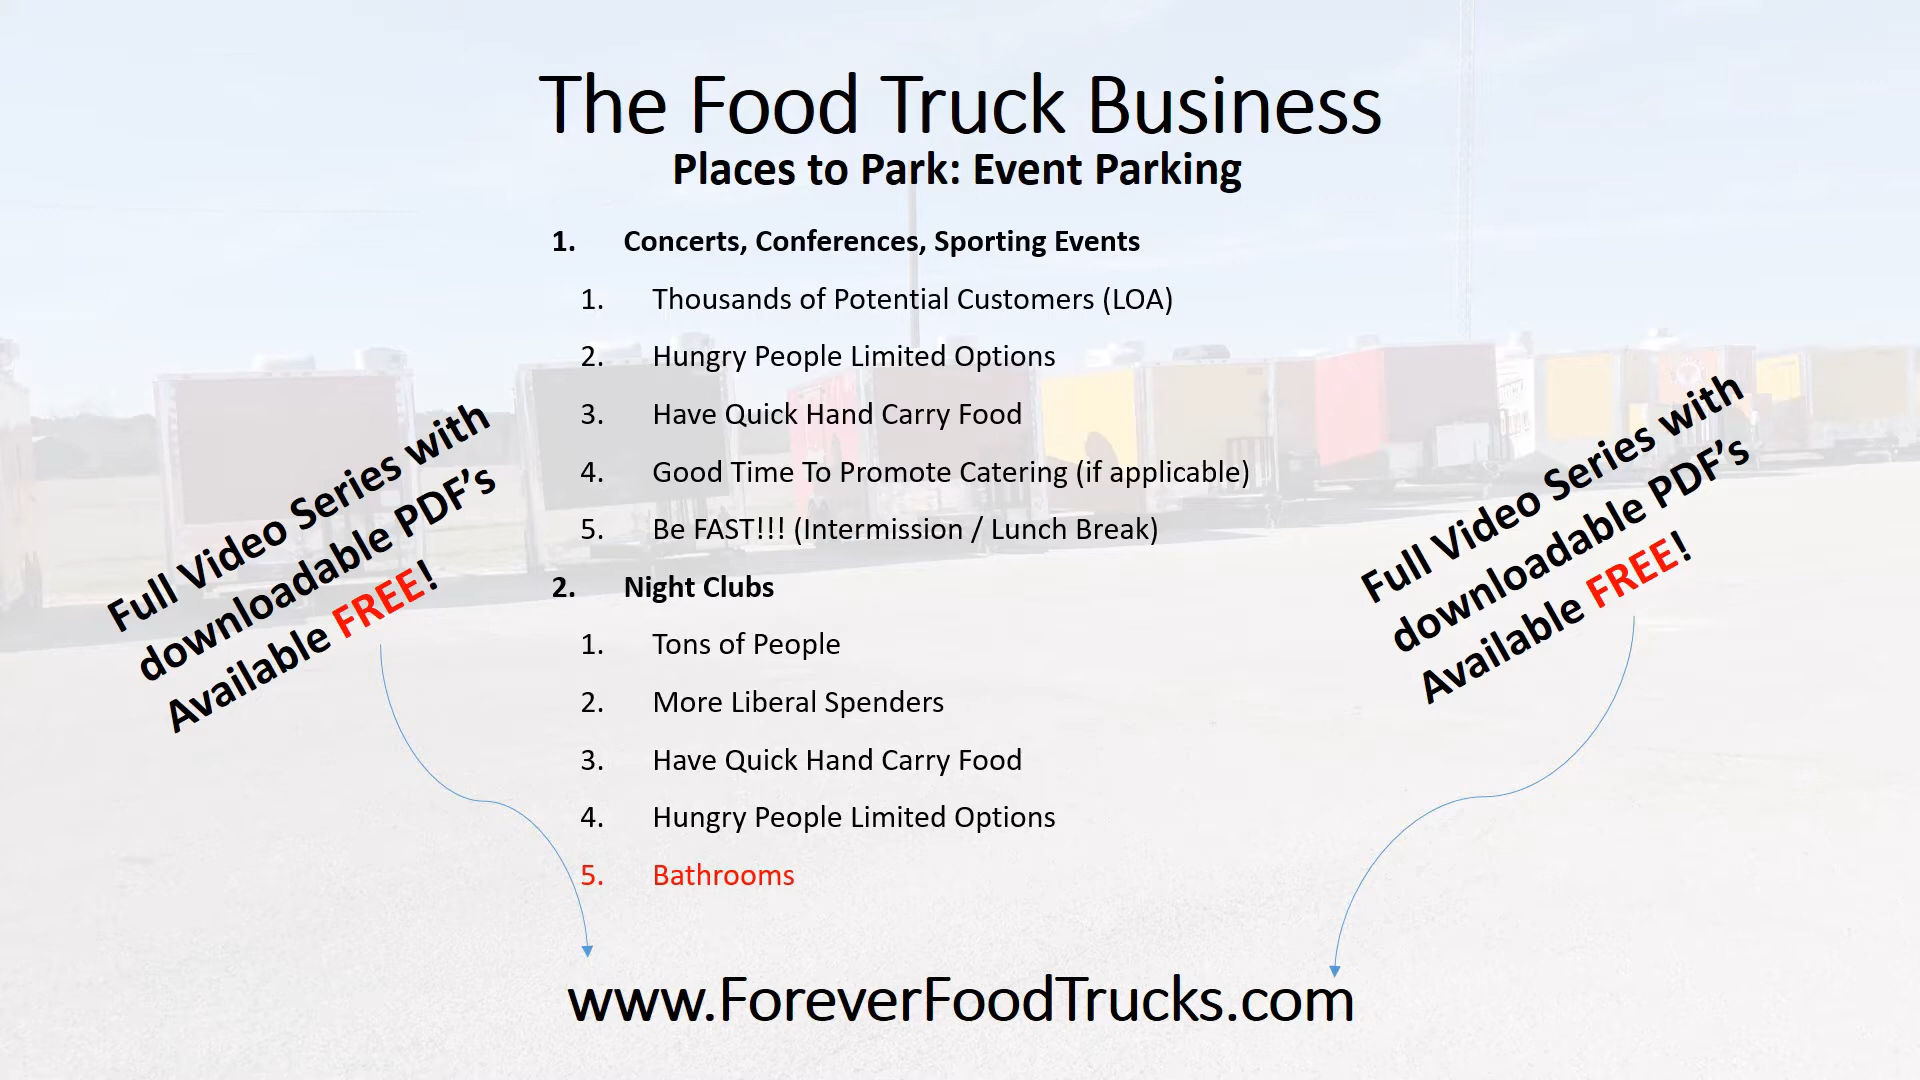 The Food Truck Business
Places to Park: Event Parking
1. Concerts, Conferences, Sporting Events
1. Thousands of Potential Customers (LOA)
2. Hungry People Limited Options
3. Have Quick Hand Carry Food
4. Good Time To Promote Catering (if applicable)
5. Be FAST!!! (Intermission / Lunch Break)
2. Night Clubs
1. Tons of People
2. More Liberal Spenders
3. Have Quick Hand Carry Food
4. Hungry People Limited Options
5. Bathrooms
Full Video Series with
downloadable PDF’s
Available FREE!
Full Video Series with
downloadable PDF’s
Available FREE!
www.ForeverFoodTrucks.com